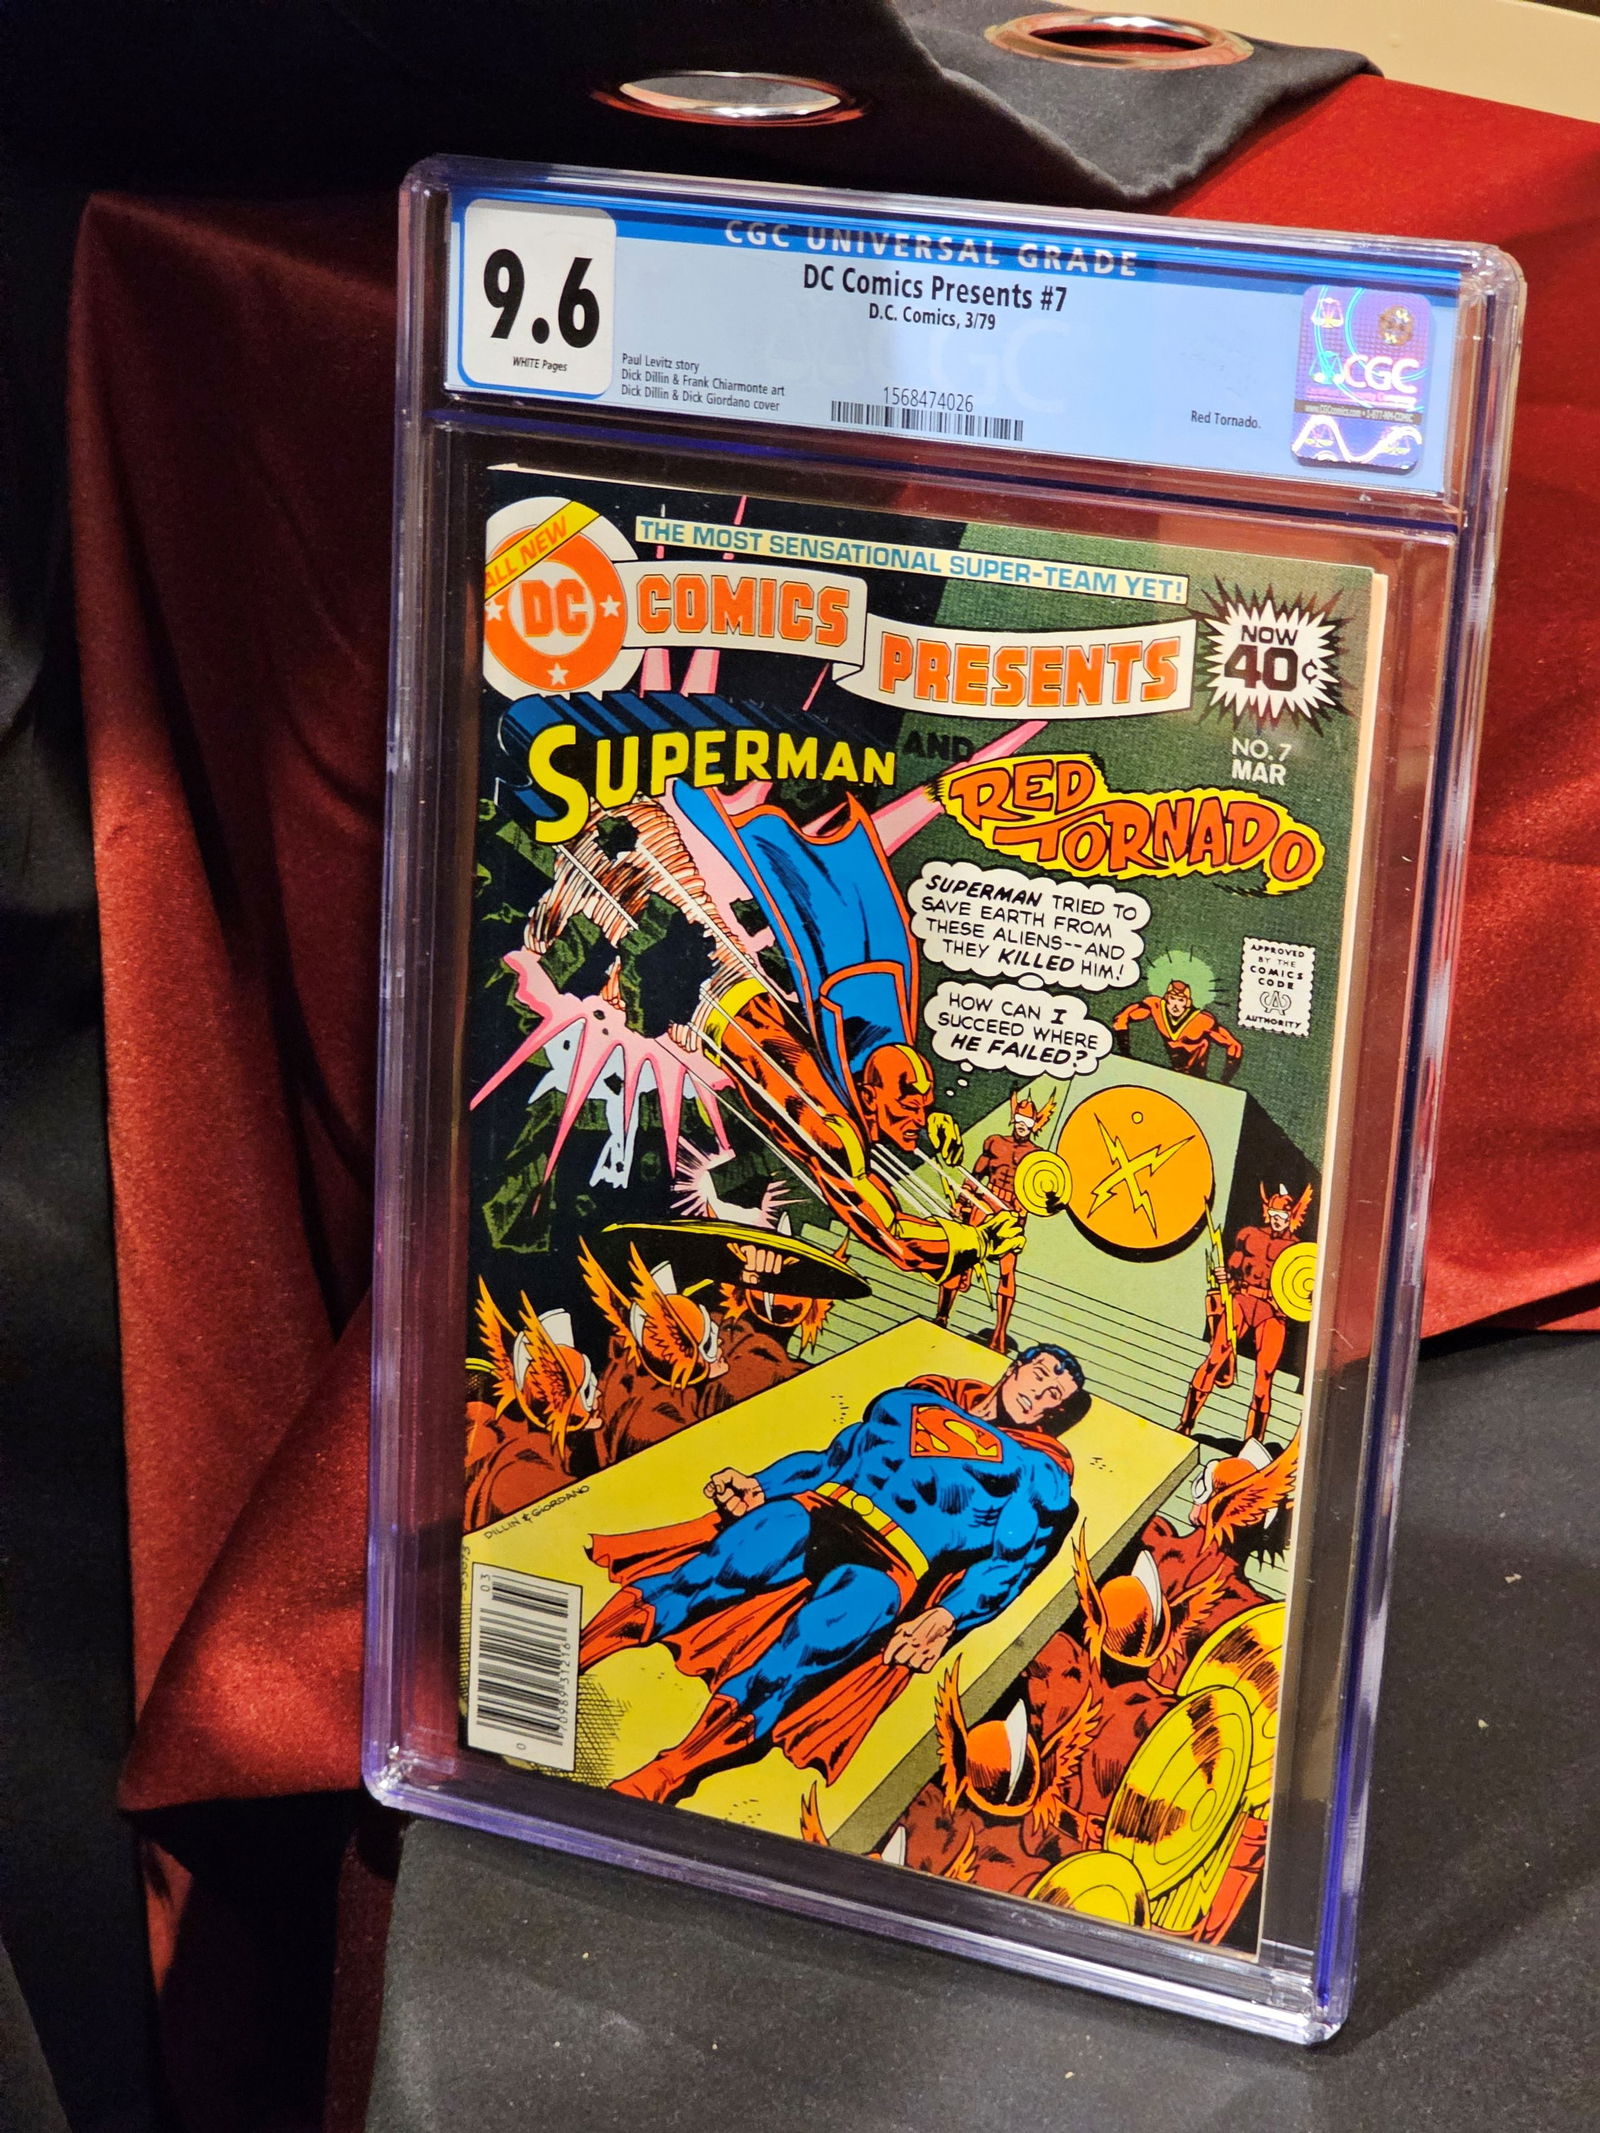 CGC UNIVERSAL GRADE
9.6
WHITE Pages
DC Comics Presents #7
D.C. Comics, 3/79
Paul Levitz story
Dick Dillin & Frank Chiarmonte art
Dick Dillin & Dick Giordano cover
1568474026
Red Tornado.
CGC
ALL NEW
DC
THE MOST SENSATIONAL SUPER-TEAM YET!
COMICS
PRESENTS
NOW
40¢
NO. 7
MAR
SUPERMAN
AND
RED
TORNADO
SUPERMAN TRIED TO
SAVE EARTH FROM
THESE ALIENS--AND
THEY KILLED HIM!
HOW CAN I
SUCCEED WHERE
HE FAILED?
APPROVED
BY THE
COMICS
CODE
AUTHORITY
S
DILLIN & GIORDANO
03
0
70989 31216